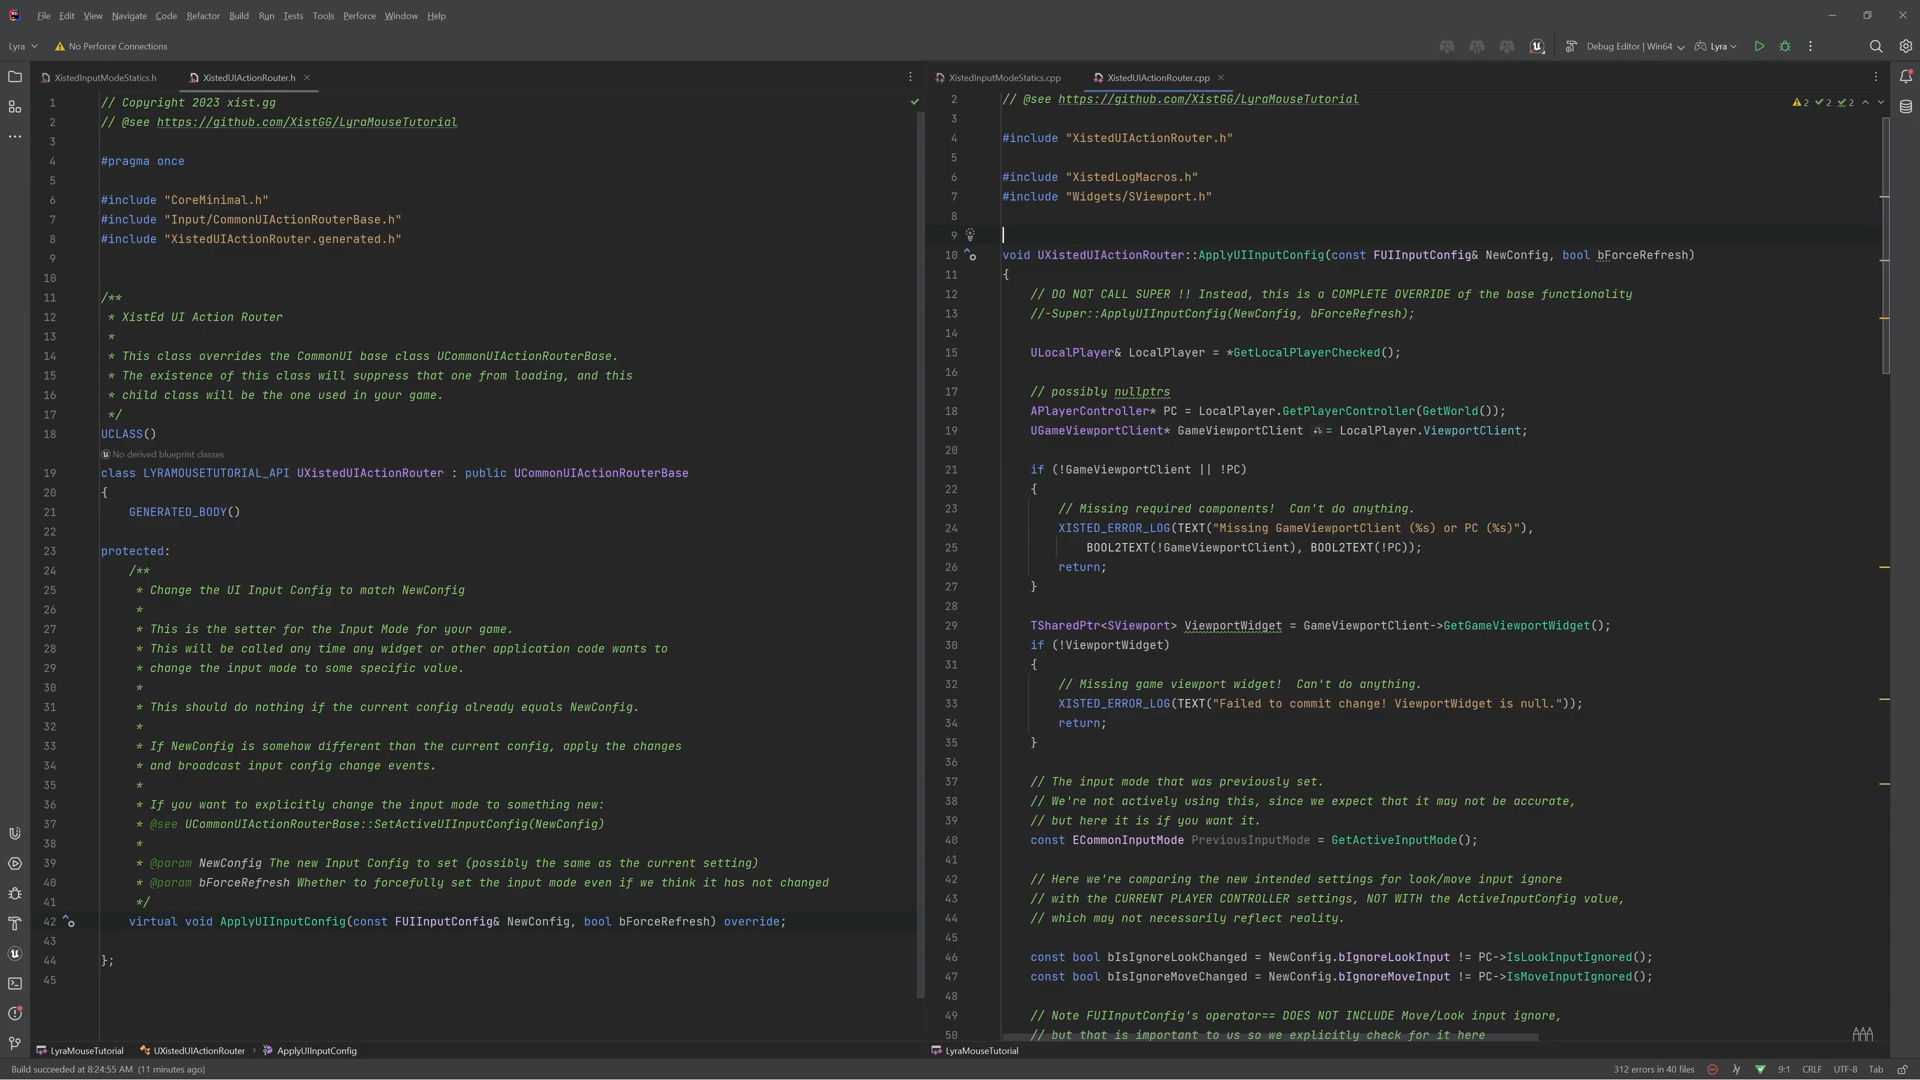 File Edit View Navigate Code Refactor Build Run Tests Tools Perforce Window Help
Lyra No Perforce Connections Debug Editor | Win64 Lyra
XistedInputModeStatics.h XistedUIActionRouter.h
1 // Copyright 2023 xist.gg
2 // @see https://github.com/XistGG/LyraMouseTutorial
3
4 #pragma once
5
6 #include "CoreMinimal.h"
7 #include "Input/CommonUIActionRouterBase.h"
8 #include "XistedUIActionRouter.generated.h"
9
10
11 /**
12 * XistEd UI Action Router
13 *
14 * This class overrides the CommonUI base class UCommonUIActionRouterBase.
15 * The existence of this class will suppress that one from loading, and this
16 * child class will be the one used in your game.
17 */
18 UCLASS()
No derived blueprint classes
19 class LYRAMOUSETUTORIAL_API UXistedUIActionRouter : public UCommonUIActionRouterBase
20 {
21 GENERATED_BODY()
22
23 protected:
24 /**
25 * Change the UI Input Config to match NewConfig
26 *
27 * This is the setter for the Input Mode for your game.
28 * This will be called any time any widget or other application code wants to
29 * change the input mode to some specific value.
30 *
31 * This should do nothing if the current config already equals NewConfig.
32 *
33 * If NewConfig is somehow different than the current config, apply the changes
34 * and broadcast input config change events.
35 *
36 * If you want to explicitly change the input mode to something new:
37 * @see UCommonUIActionRouterBase::SetActiveUIInputConfig(NewConfig)
38 *
39 * @param NewConfig The new Input Config to set (possibly the same as the current setting)
40 * @param bForceRefresh Whether to forcefully set the input mode even if we think it has not changed
41 */
42 virtual void ApplyUIInputConfig(const FUIInputConfig& NewConfig, bool bForceRefresh) override;
43
44 };
45
LyraMouseTutorial UXistedUIActionRouter ApplyUIInputConfig
XistedInputModeStatics.cpp XistedUIActionRouter.cpp
2 2 2
2 // @see https://github.com/XistGG/LyraMouseTutorial
3
4 #include "XistedUIActionRouter.h"
5
6 #include "XistedLogMacros.h"
7 #include "Widgets/SViewport.h"
8
9
10 void UXistedUIActionRouter::ApplyUIInputConfig(const FUIInputConfig& NewConfig, bool bForceRefresh)
11 {
12 // DO NOT CALL SUPER !! Instead, this is a COMPLETE OVERRIDE of the base functionality
13 //-Super::ApplyUIInputConfig(NewConfig, bForceRefresh);
14
15 ULocalPlayer& LocalPlayer = *GetLocalPlayerChecked();
16
17 // possibly nullptrs
18 APlayerController* PC = LocalPlayer.GetPlayerController(GetWorld());
19 UGameViewportClient* GameViewportClient = LocalPlayer.ViewportClient;
20
21 if (!GameViewportClient || !PC)
22 {
23 // Missing required components! Can't do anything.
24 XISTED_ERROR_LOG(TEXT("Missing GameViewportClient (%s) or PC (%s)"),
25 BOOL2TEXT(!GameViewportClient), BOOL2TEXT(!PC));
26 return;
27 }
28
29 TSharedPtr<SViewport> ViewportWidget = GameViewportClient->GetGameViewportWidget();
30 if (!ViewportWidget)
31 {
32 // Missing game viewport widget! Can't do anything.
33 XISTED_ERROR_LOG(TEXT("Failed to commit change! ViewportWidget is null."));
34 return;
35 }
36
37 // The input mode that was previously set.
38 // We're not actively using this, since we expect that it may not be accurate,
39 // but here it is if you want it.
40 const ECommonInputMode PreviousInputMode = GetActiveInputMode();
41
42 // Here we're comparing the new intended settings for look/move input ignore
43 // with the CURRENT PLAYER CONTROLLER settings, NOT WITH the ActiveInputConfig value,
44 // which may not necessarily reflect reality.
45
46 const bool bIsIgnoreLookChanged = NewConfig.bIgnoreLookInput != PC->IsLookInputIgnored();
47 const bool bIsIgnoreMoveChanged = NewConfig.bIgnoreMoveInput != PC->IsMoveInputIgnored();
48
49 // Note FUIInputConfig's operator== DOES NOT INCLUDE Move/Look input ignore,
50 // but that is important to us so we explicitly check for it here
LyraMouseTutorial
Build succeeded at 8:24:55 AM (11 minutes ago) 312 errors in 40 files 9:1 CRLF UTF-8 Tab